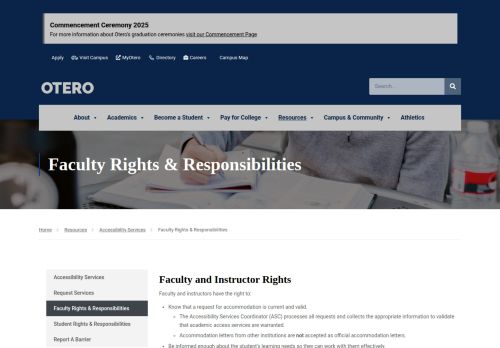 Commencement Ceremony 2025
For more information about Otero's graduation ceremonies visit our Commencement Page
Apply Visit Campus MyOtero Directory Careers Campus Map
OTERO
Search...
About Academics Become a Student Pay for College Resources Campus & Community Athletics
Faculty Rights & Responsibilities
Home Resources Accessibility Services Faculty Rights & Responsibilities
Accessibility Services
Request Services
Faculty Rights & Responsibilities
Student Rights & Responsibilities
Report A Barrier
Faculty and Instructor Rights
Faculty and instructors have the right to:
Know that a request for accommodation is current and valid.
The Accessibility Services Coordinator (ASC) processes all requests and collects the appropriate information to validate
that academic access services are warranted.
Accommodation letters from other institutions are not accepted as official accommodation letters.
Be informed enough about the student's learning needs so they can work with them effectively.